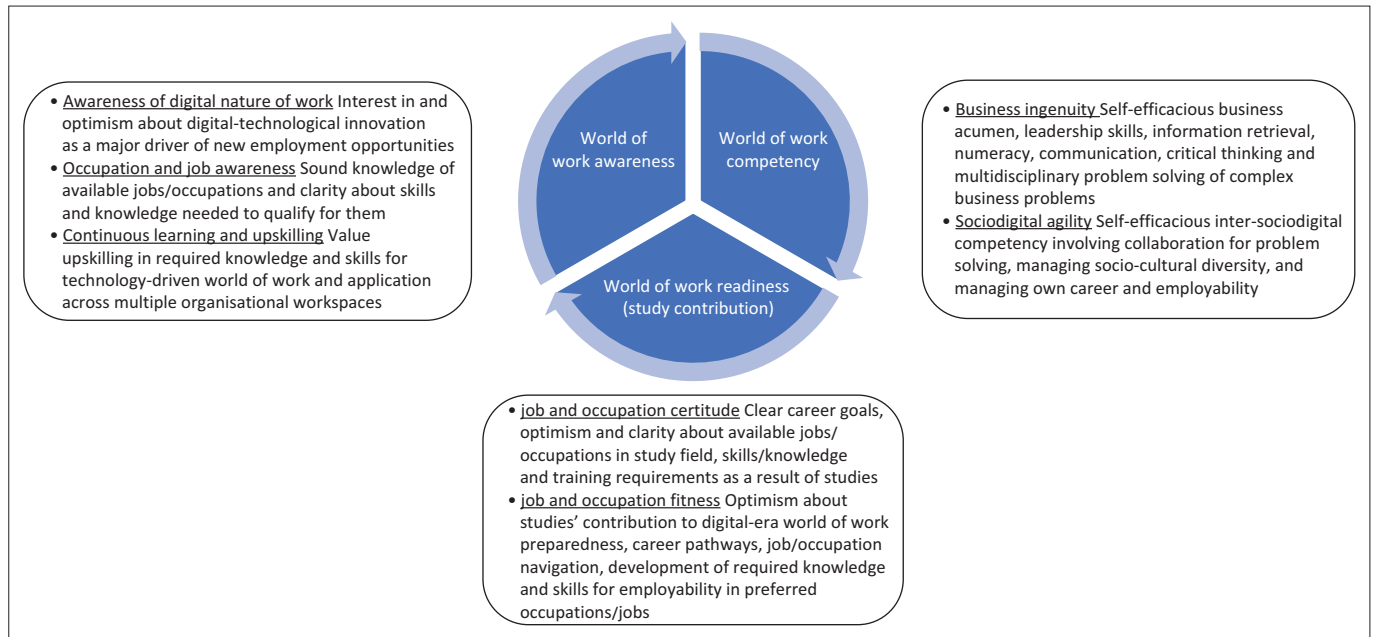 World of
work awareness
World of work
competency
World of work readiness
(study contribution)
• Awareness of digital nature of work Interest in and
optimism about digital-technological innovation
as a major driver of new employment opportunities
• Occupation and job awareness Sound knowledge of
available jobs/occupations and clarity about skills
and knowledge needed to qualify for them
• Continuous learning and upskilling Value
upskilling in required knowledge and skills for
technology-driven world of work and application
across multiple organisational workspaces
• Business ingenuity Self-efficacious business
acumen, leadership skills, information retrieval,
numeracy, communication, critical thinking and
multidisciplinary problem solving of complex
business problems
• Sociodigital agility Self-efficacious inter-sociodigital
competency involving collaboration for problem
solving, managing socio-cultural diversity, and
managing own career and employability
• job and occupation certitude Clear career goals,
optimism and clarity about available jobs/
occupations in study field, skills/knowledge
and training requirements as a result of studies
• job and occupation fitness Optimism about
studies’ contribution to digital-era world of work
preparedness, career pathways, job/occupation
navigation, development of required knowledge
and skills for employability in preferred
occupations/jobs